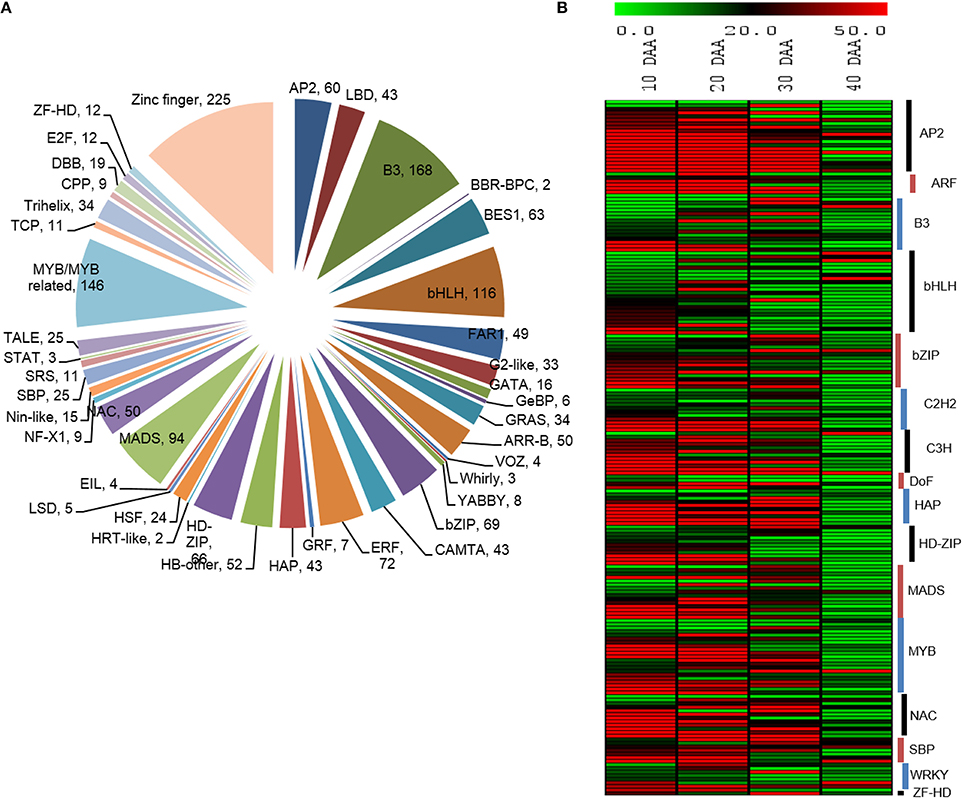 A
AP2, 60
LBD, 43
B3, 168
BBR-BPC, 2
BES1, 63
bHLH, 116
FAR1, 49
G2-like, 33
GATA, 16
GeBP, 6
GRAS, 34
ARR-B, 50
VOZ, 4
Whirly, 3
YABBY, 8
bZIP, 69
CAMTA, 43
ERF,
72
GRF, 7
HAP, 43
HB-other, 52
HD-
ZIP,
66
HRT-like, 2
HSF, 24
LSD, 5
EIL, 4
MADS, 94
NAC, 50
NF-X1, 9
Nin-like, 15
SBP, 25
SRS, 11
STAT, 3
TALE, 25
MYB/MYB
related, 146
TCP, 11
Trihelix, 34
CPP, 9
DBB, 19
E2F, 12
ZF-HD, 12
Zinc finger, 225
B
0.0 20.0 50.0
10 DAA
20 DAA
30 DAA
40 DAA
AP2
ARF
B3
bHLH
bZIP
C2H2
C3H
DoF
HAP
HD-ZIP
MADS
MYB
NAC
SBP
WRKY
ZF-HD